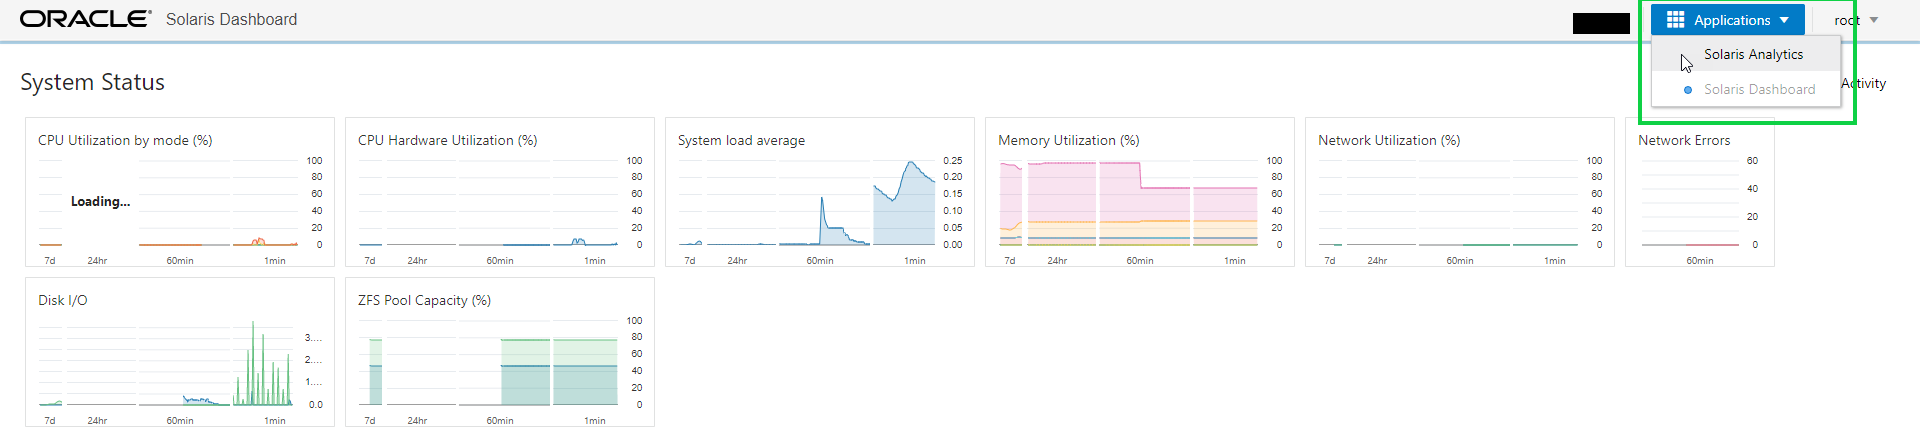 ORACLE® Solaris Dashboard
Applications
root
Solaris Analytics
Solaris Dashboard
System Status
Activity
CPU Utilization by mode (%)
100
80
60
40
20
0
Loading...
7d 24hr 60min 1min
CPU Hardware Utilization (%)
100
80
60
40
20
0
7d 24hr 60min 1min
System load average
0.25
0.20
0.15
0.10
0.05
0.00
7d 24hr 60min 1min
Memory Utilization (%)
100
80
60
40
20
0
7d 24hr 60min 1min
Network Utilization (%)
100
80
60
40
20
0
7d 24hr 60min 1min
Network Errors
60
40
20
0
60min
Disk I/O
3....
2....
1....
0.0
7d 24hr 60min 1min
ZFS Pool Capacity (%)
100
80
60
40
20
0
7d 24hr 60min 1min